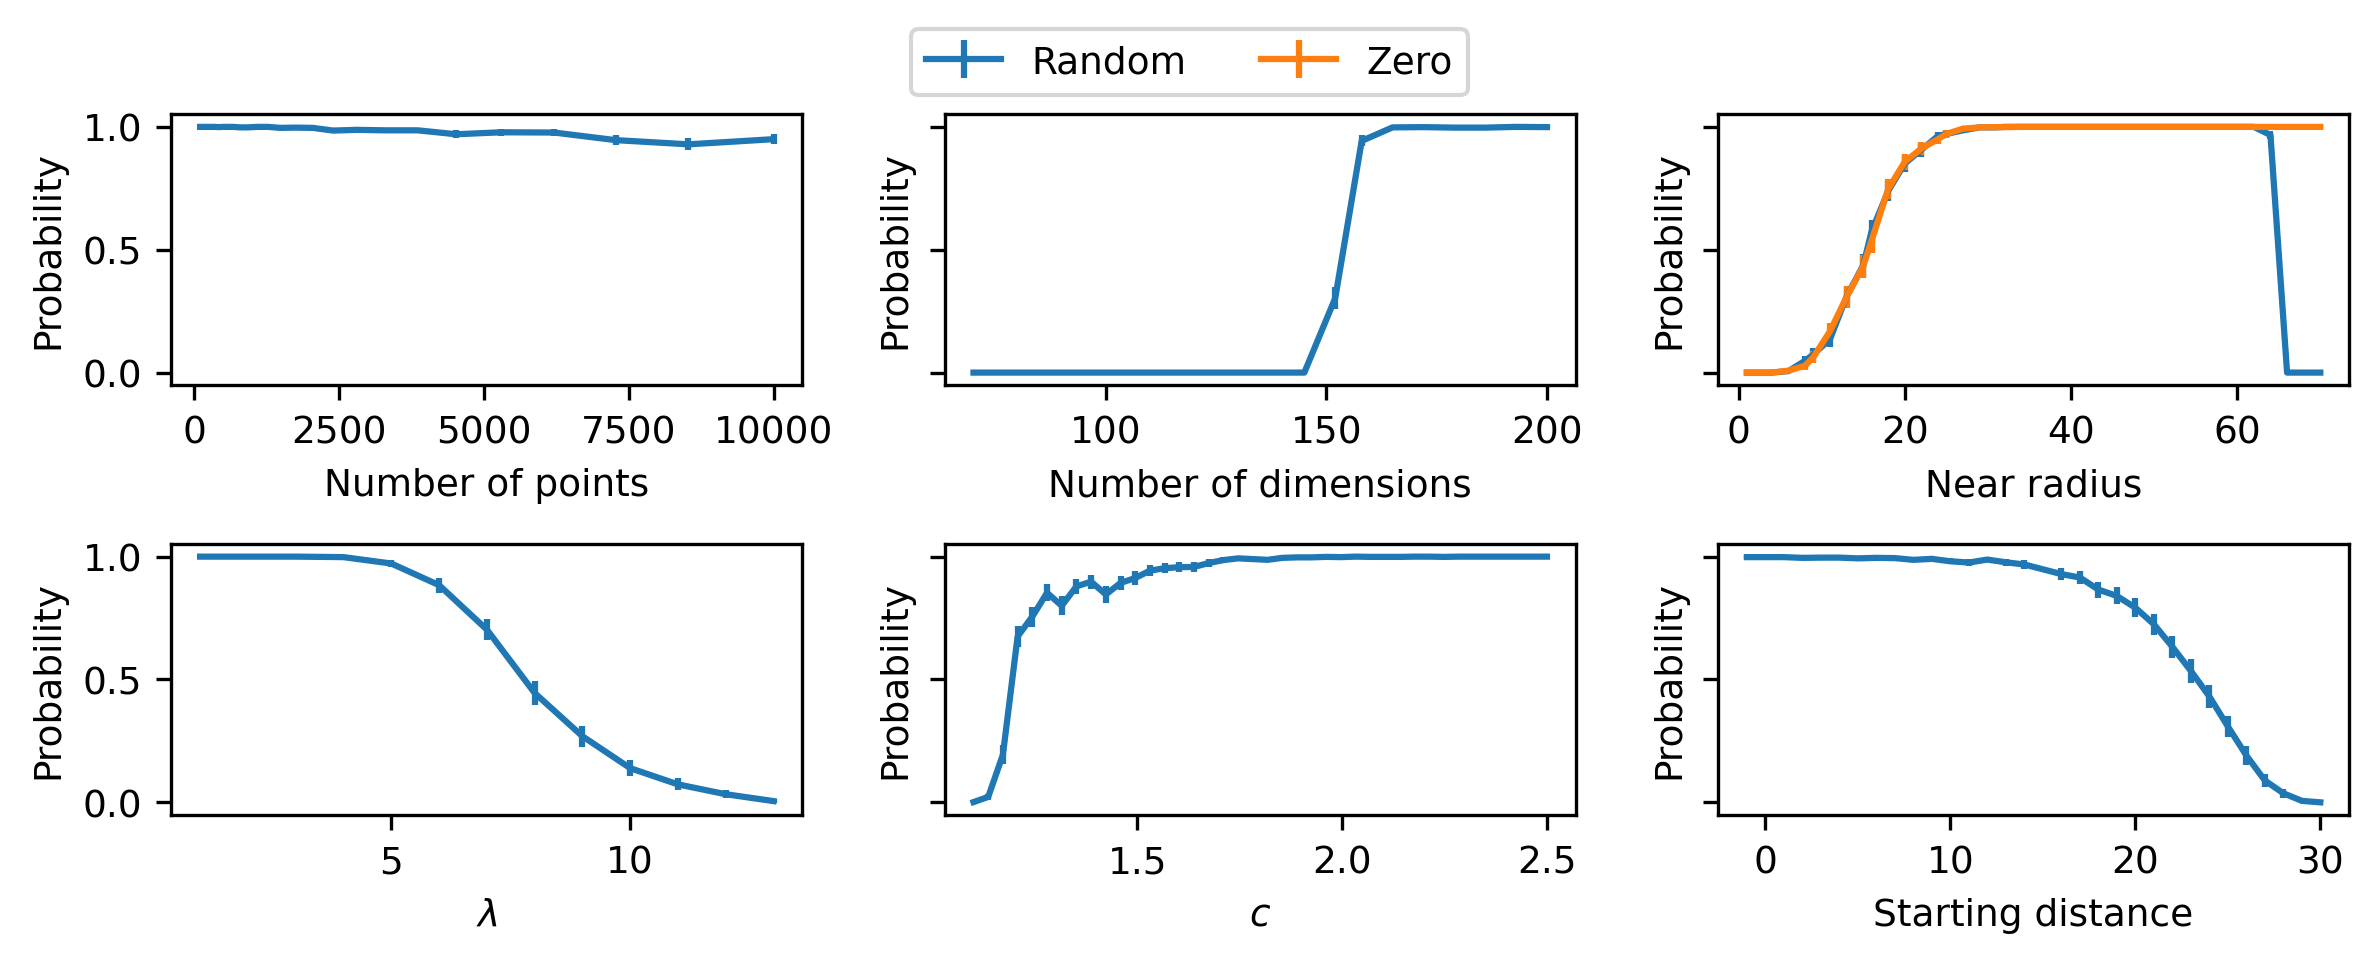 Random Zero
Probability
1.0
0.5
0.0
0 2500 5000 7500 10000
Number of points
Probability
100 150 200
Number of dimensions
Probability
0 20 40 60
Near radius
Probability
1.0
0.5
0.0
5 10
λ
Probability
1.5 2.0 2.5
c
Probability
0 10 20 30
Starting distance